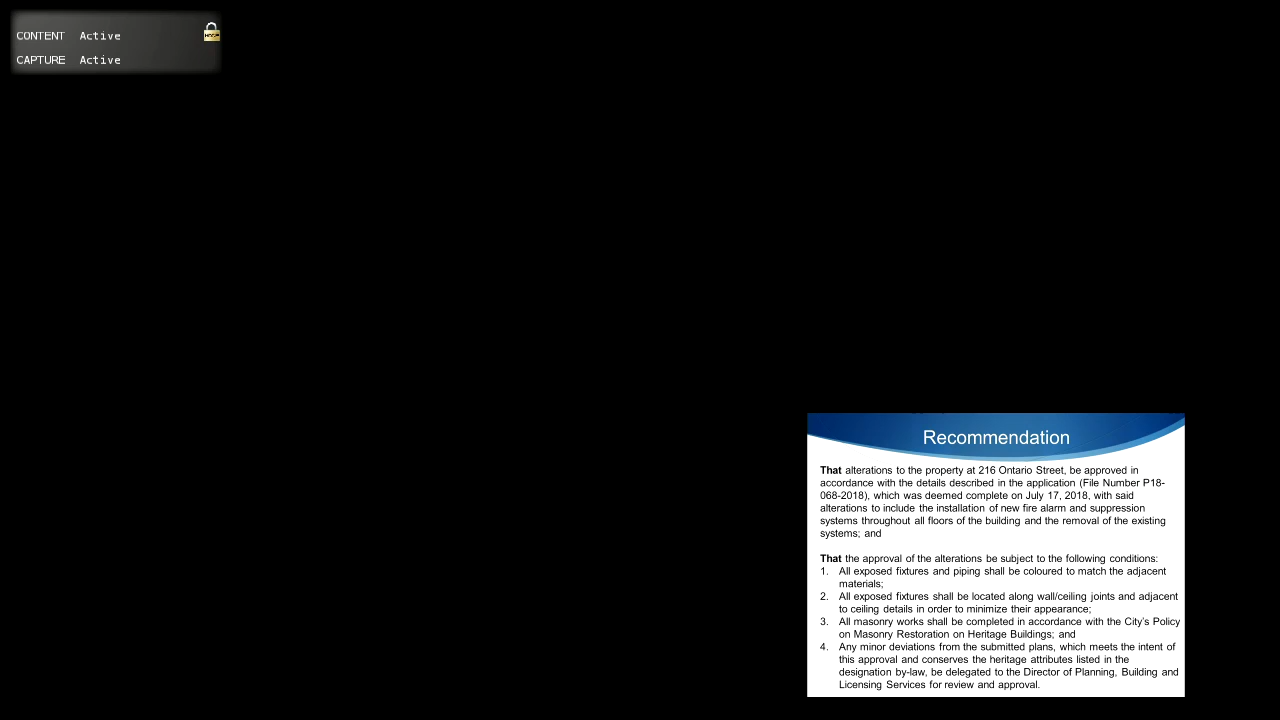 CONTENT Active
HDCP
CAPTURE Active
Recommendation
That alterations to the property at 216 Ontario Street, be approved in
accordance with the details described in the application (File Number P18-
068-2018), which was deemed complete on July 17, 2018, with said
alterations to include the installation of new fire alarm and suppression
systems throughout all floors of the building and the removal of the existing
systems; and
That the approval of the alterations be subject to the following conditions:
1. All exposed fixtures and piping shall be coloured to match the adjacent
materials;
2. All exposed fixtures shall be located along wall/ceiling joints and adjacent
to ceiling details in order to minimize their appearance;
3. All masonry works shall be completed in accordance with the City's Policy
on Masonry Restoration on Heritage Buildings; and
4. Any minor deviations from the submitted plans, which meets the intent of
this approval and conserves the heritage attributes listed in the
designation by-law, be delegated to the Director of Planning, Building and
Licensing Services for review and approval.